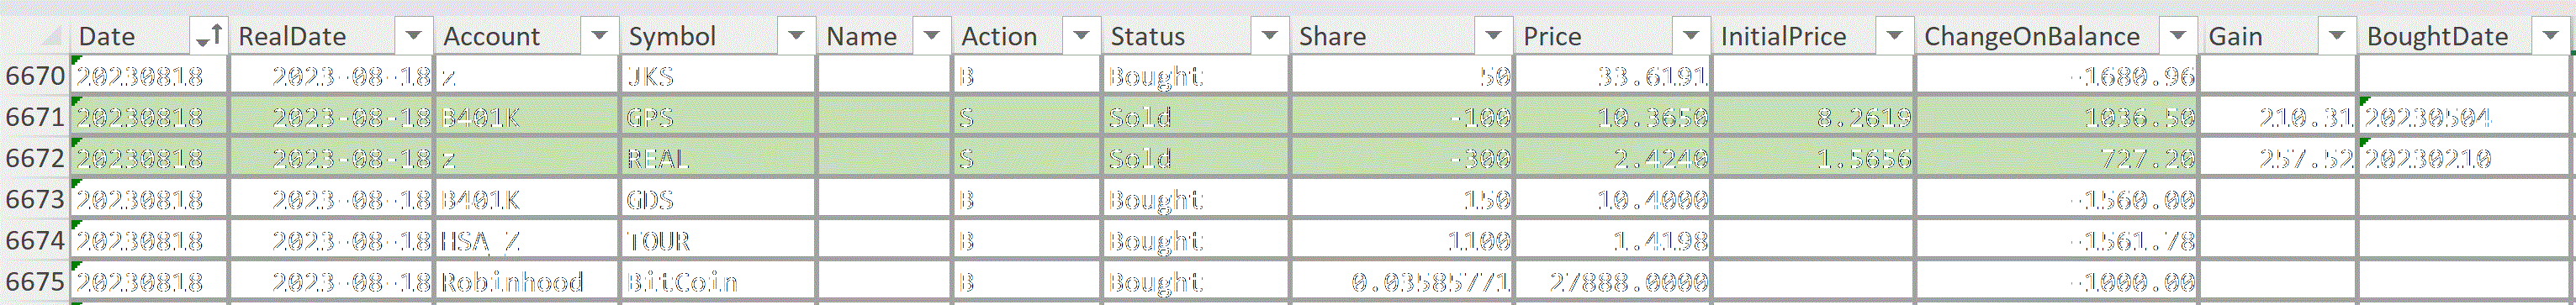 Date RealDate Account Symbol Name Action Status Share Price InitialPrice ChangeOnBalance Gain BoughtDate
6670 20230818 2023-08-18 z JKS B Bought 50 33.6191 -1680.96
6671 20230818 2023-08-18 B401K GPS S Sold -100 10.3650 8.2619 1036.50 210.31 20230504
6672 20230818 2023-08-18 z REAL S Sold -300 2.4240 1.5656 727.20 257.52 20230210
6673 20230818 2023-08-18 B401K GDS B Bought 150 10.4000 -1560.00
6674 20230818 2023-08-18 HSA_Z TOUR B Bought 1100 1.4198 -1561.78
6675 20230818 2023-08-18 Robinhood BitCoin B Bought 0.03585771 27888.0000 -1000.00